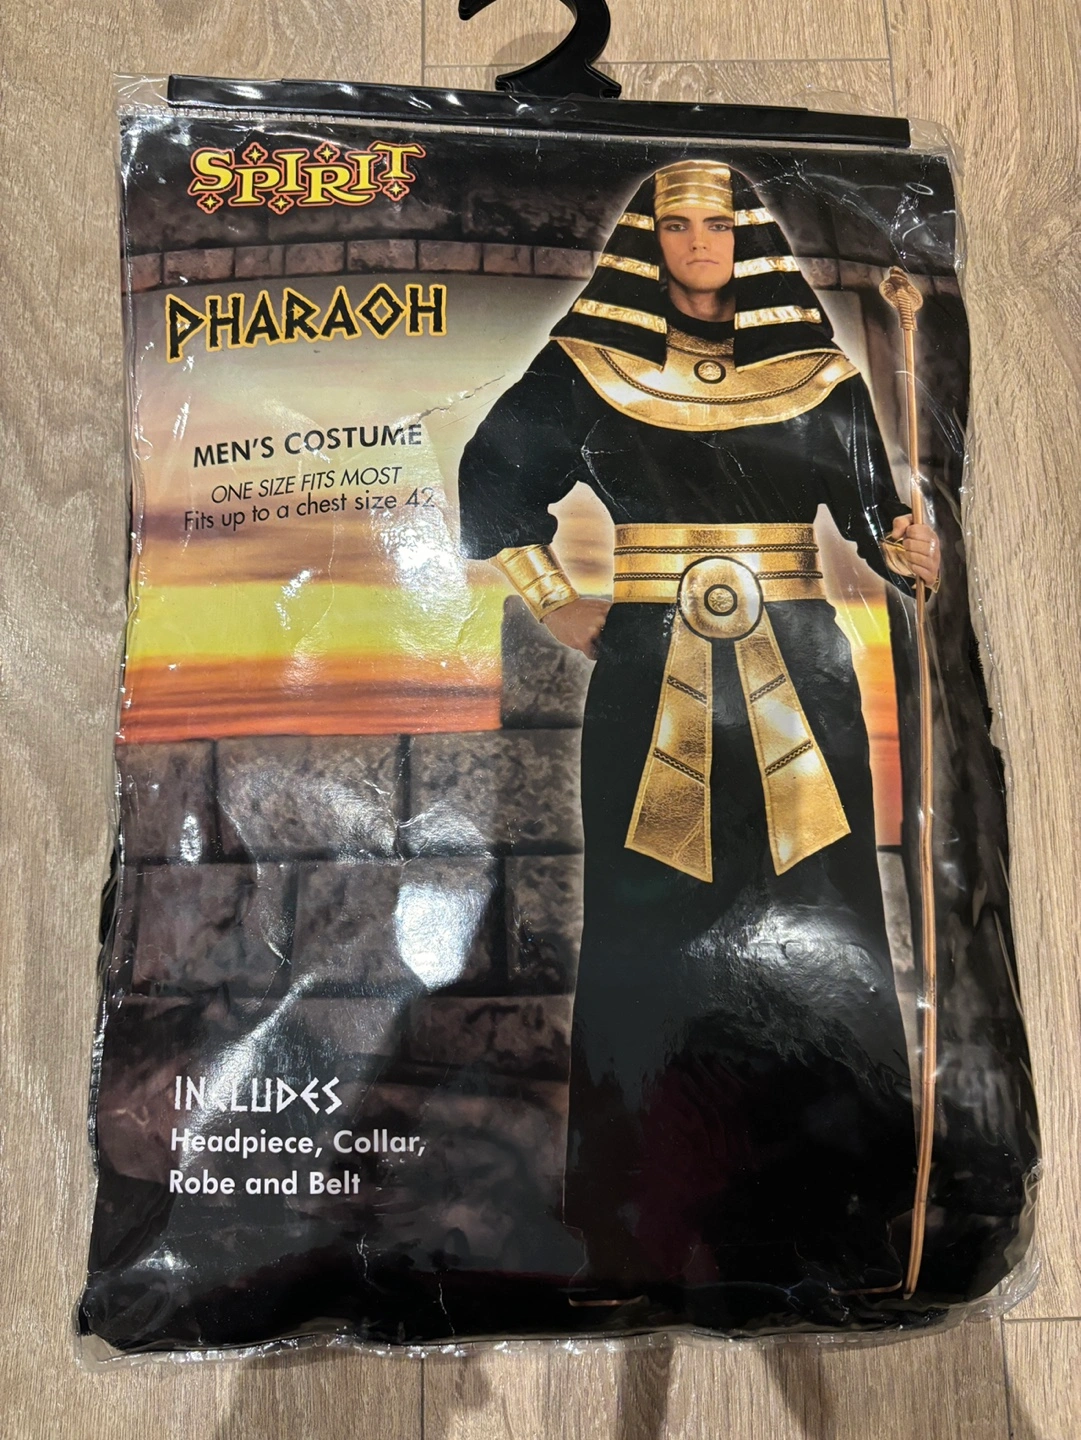 SPIRIT
PHARAOH
MEN'S COSTUME
ONE SIZE FITS MOST
Fits up to a chest size 42
INCLUDES
Headpiece, Collar,
Robe and Belt